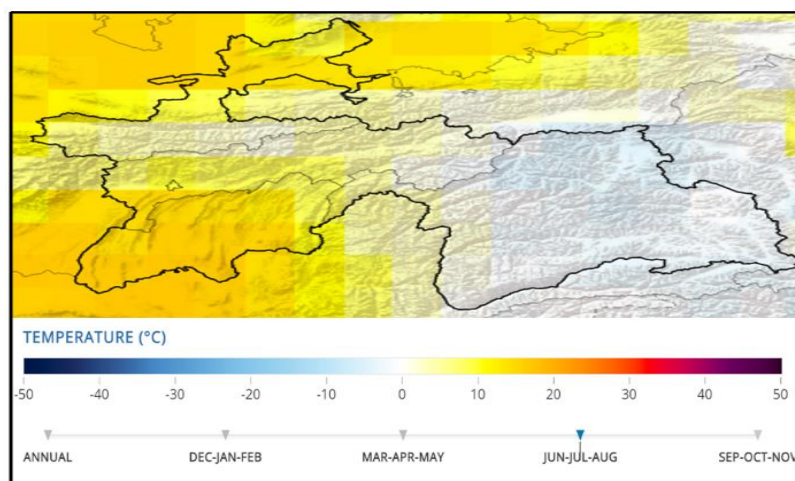 TEMPERATURE (°C)
-50 -40 -30 -20 -10 0 10 20 30 40 50
ANNUAL DEC-JAN-FEB MAR-APR-MAY JUN-JUL-AUG SEP-OCT-NOV